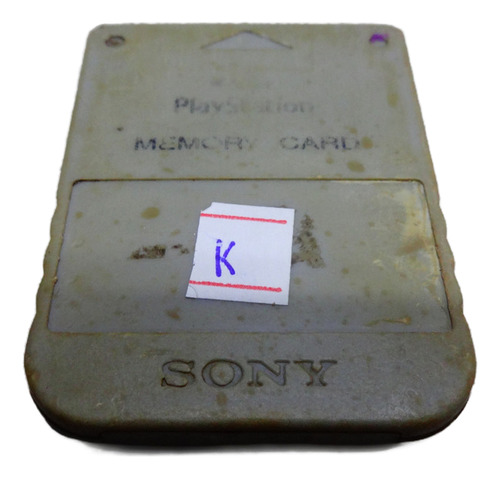 PlayStation
MEMORY CARD
K
SONY